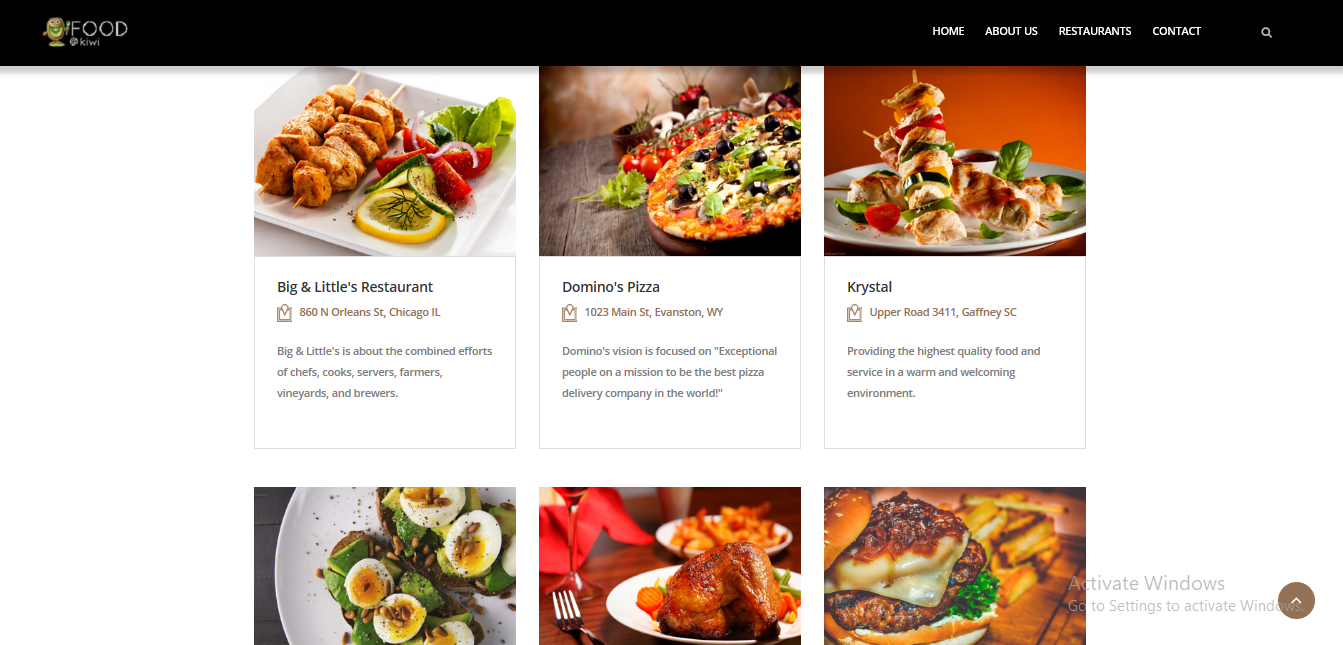 FOOD
@kiwi
HOME ABOUT US RESTAURANTS CONTACT
Big & Little's Restaurant
860 N Orleans St, Chicago IL
Big & Little's is about the combined efforts
of chefs, cooks, servers, farmers,
vineyards, and brewers.
Domino's Pizza
1023 Main St, Evanston, WY
Domino's vision is focused on "Exceptional
people on a mission to be the best pizza
delivery company in the world!"
Krystal
Upper Road 3411, Gaffney SC
Providing the highest quality food and
service in a warm and welcoming
environment.
Activate Windows
Go to Settings to activate Windows.